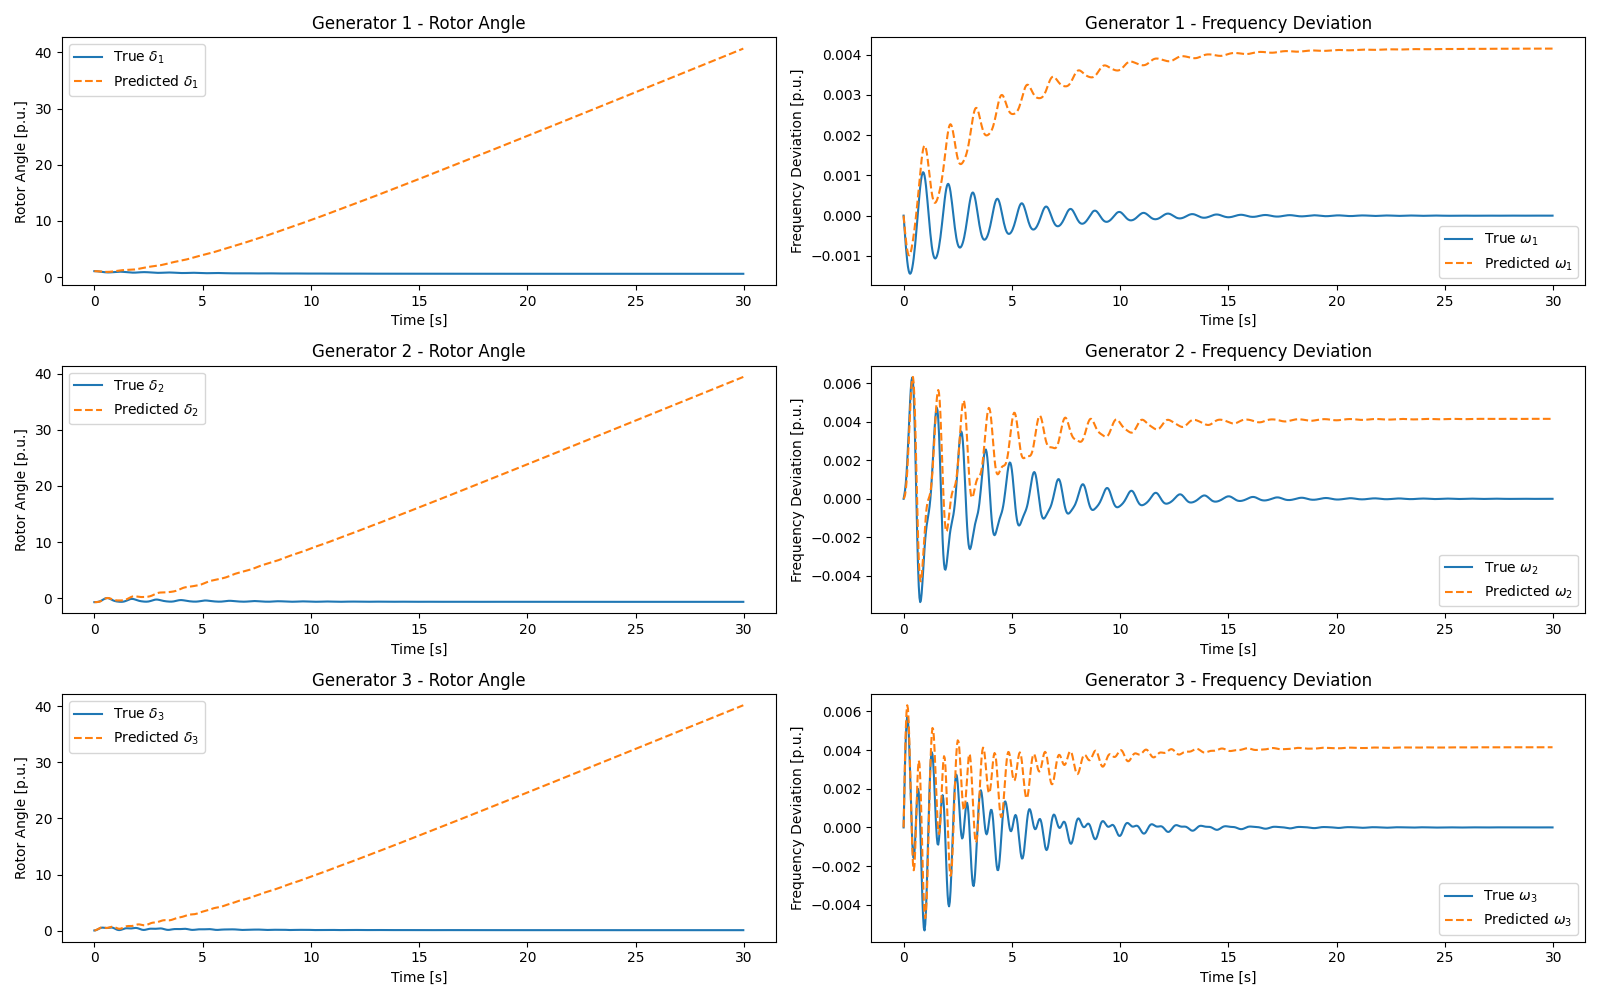 Generator 1 - Rotor Angle
Rotor Angle [p.u.]
40
30
20
10
0
True δ₁
Predicted δ₁
0 5 10 15 20 25 30
Time [s]
Generator 1 - Frequency Deviation
Frequency Deviation [p.u.]
0.004
0.003
0.002
0.001
0.000
−0.001
True ω₁
Predicted ω₁
0 5 10 15 20 25 30
Time [s]
Generator 2 - Rotor Angle
Rotor Angle [p.u.]
40
30
20
10
0
True δ₂
Predicted δ₂
0 5 10 15 20 25 30
Time [s]
Generator 2 - Frequency Deviation
Frequency Deviation [p.u.]
0.006
0.004
0.002
0.000
−0.002
−0.004
True ω₂
Predicted ω₂
0 5 10 15 20 25 30
Time [s]
Generator 3 - Rotor Angle
Rotor Angle [p.u.]
40
30
20
10
0
True δ₃
Predicted δ₃
0 5 10 15 20 25 30
Time [s]
Generator 3 - Frequency Deviation
Frequency Deviation [p.u.]
0.006
0.004
0.002
0.000
−0.002
−0.004
True ω₃
Predicted ω₃
0 5 10 15 20 25 30
Time [s]